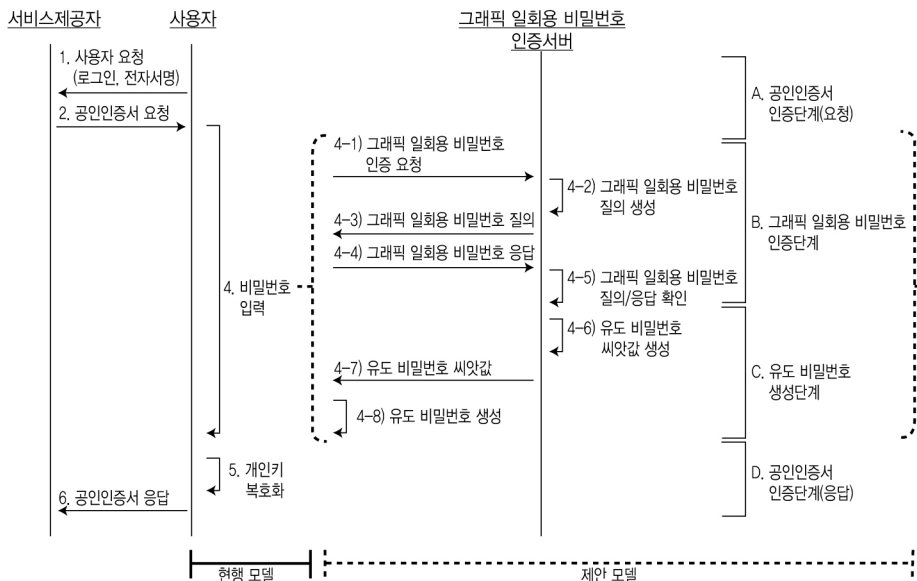 서비스제공자
사용자
그래픽 일회용 비밀번호
인증서버
1. 사용자 요청
(로그인, 전자서명)
2. 공인인증서 요청
A. 공인인증서
인증단계(요청)
4-1) 그래픽 일회용 비밀번호
인증 요청
4-2) 그래픽 일회용 비밀번호
질의 생성
4-3) 그래픽 일회용 비밀번호 질의
4-4) 그래픽 일회용 비밀번호 응답
B. 그래픽 일회용 비밀번호
인증단계
4. 비밀번호
입력
4-5) 그래픽 일회용 비밀번호
질의/응답 확인
4-6) 유도 비밀번호
씨앗값 생성
4-7) 유도 비밀번호 씨앗값
C. 유도 비밀번호
생성단계
4-8) 유도 비밀번호 생성
5. 개인키
복호화
6. 공인인증서 응답
D. 공인인증서
인증단계(응답)
현행 모델
제안 모델